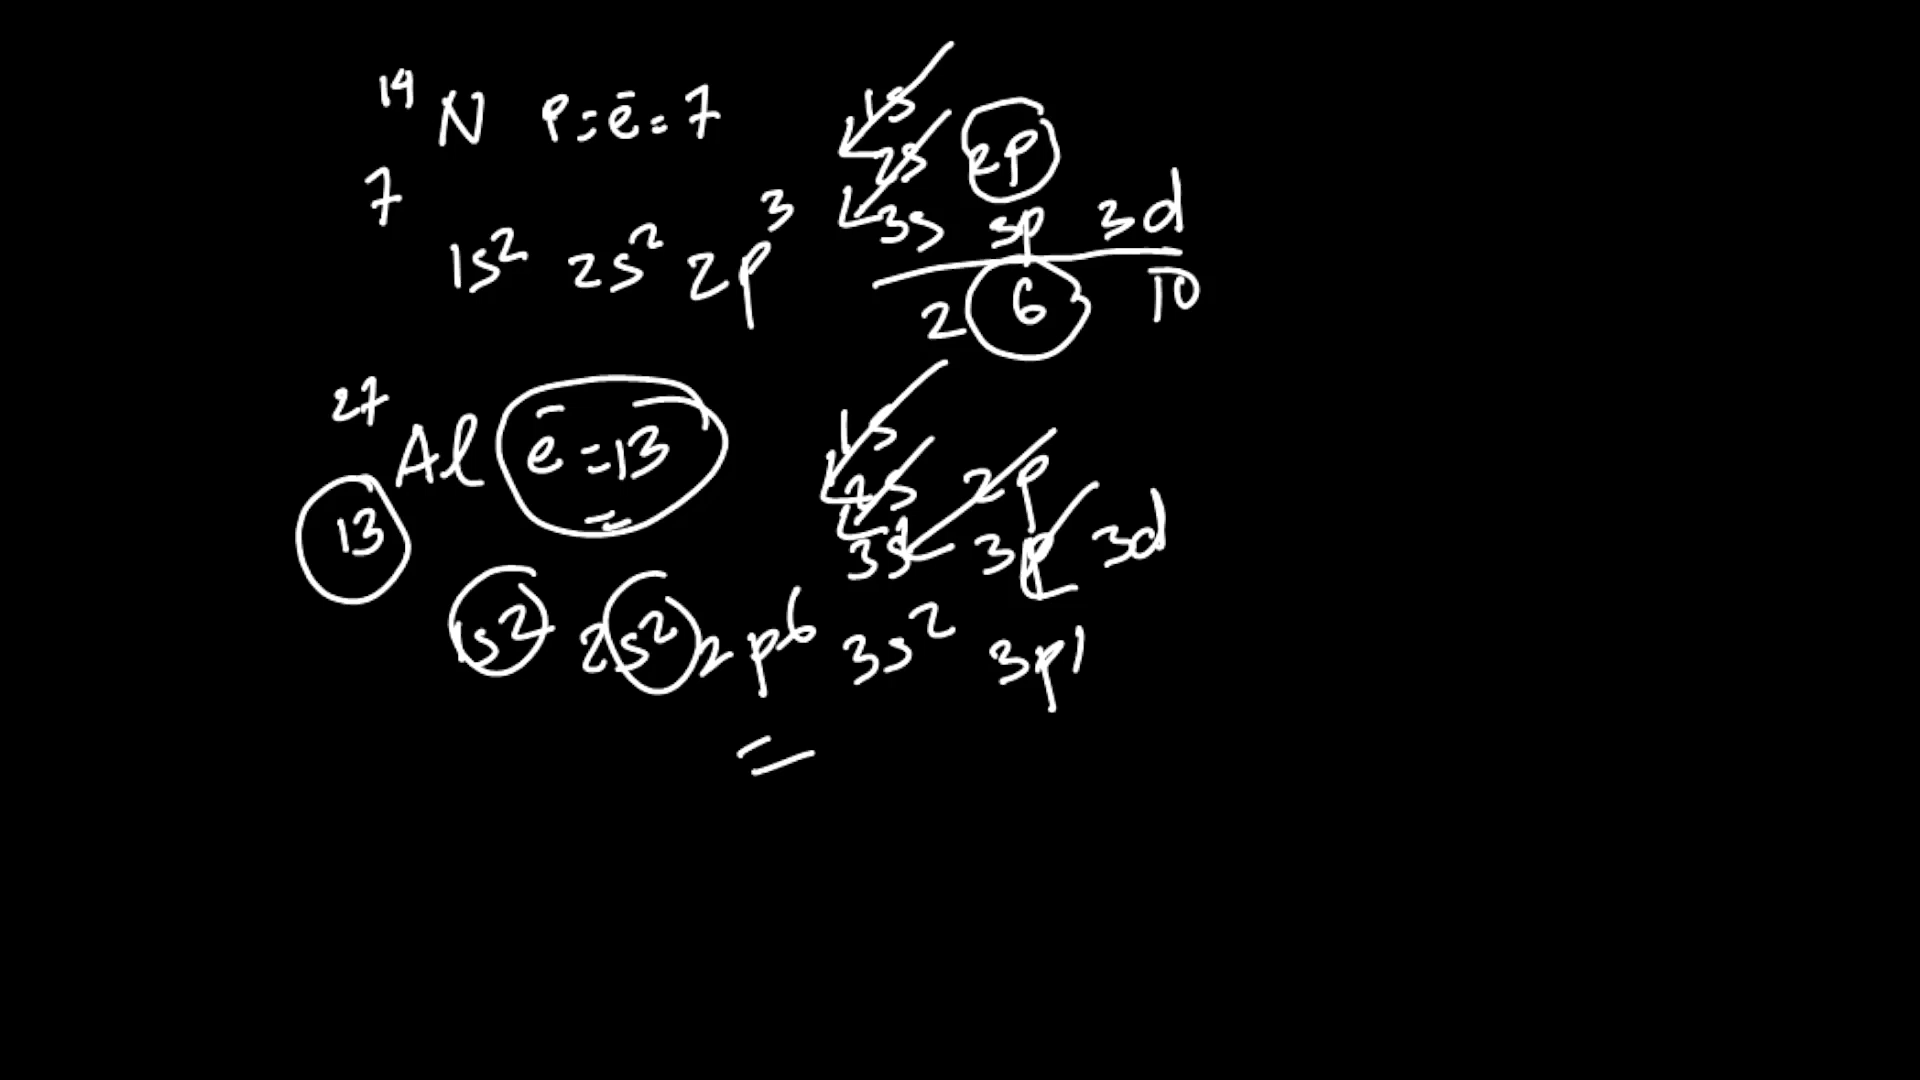 14
N P=ē=7
7
1s² 2s² 2p³
1s
2s 2p
3s 3p 3d
2 6 10
27
Al ē=13
13
1s
2s 2p
3s 3p 3d
1s² 2s² 2p6 3s² 3p1
=